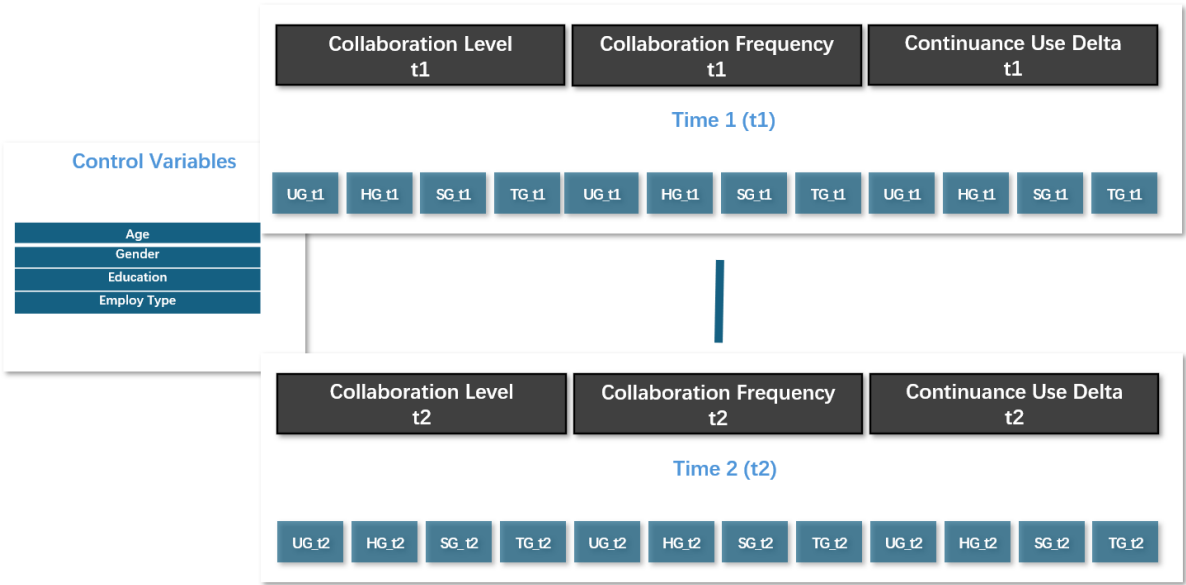 Collaboration Level
t1
Collaboration Frequency
t1
Continuance Use Delta
t1
Time 1 (t1)
UG_t1 HG_t1 SG_t1 TG_t1 UG_t1 HG_t1 SG_t1 TG_t1 UG_t1 HG_t1 SG_t1 TG_t1
Control Variables
Age
Gender
Education
Employ Type
Collaboration Level
t2
Collaboration Frequency
t2
Continuance Use Delta
t2
Time 2 (t2)
UG_t2 HG_t2 SG_t2 TG_t2 UG_t2 HG_t2 SG_t2 TG_t2 UG_t2 HG_t2 SG_t2 TG_t2